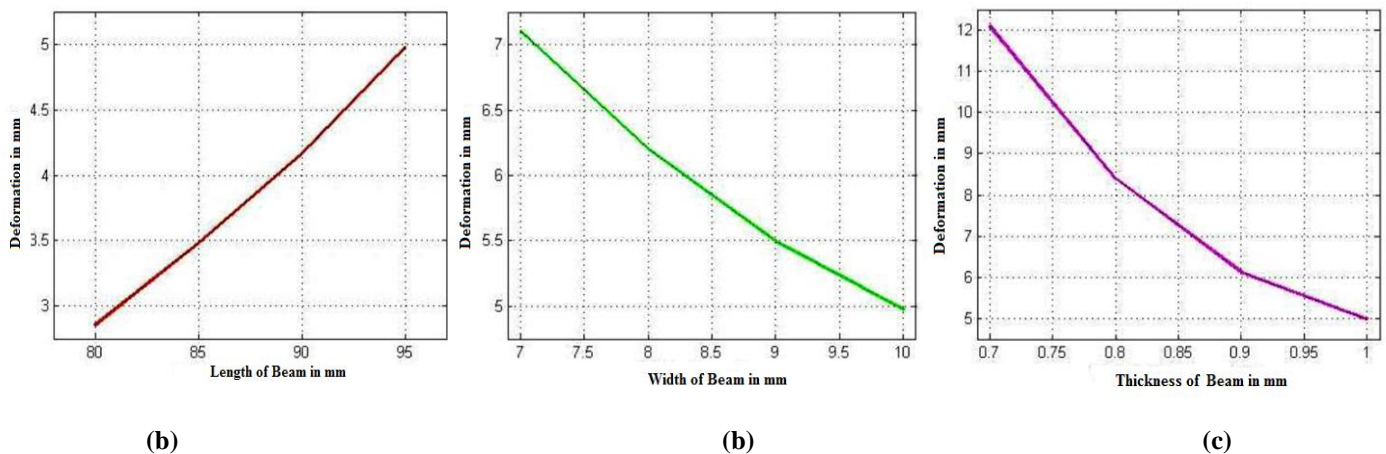 5
4.5
4
3.5
3
Deformation in mm
80 85 90 95
Length of Beam in mm
(b)
7
6.5
6
5.5
5
Deformation in mm
7 7.5 8 8.5 9 9.5 10
Width of Beam in mm
(b)
12
11
10
9
8
7
6
5
Deformation in mm
0.7 0.75 0.8 0.85 0.9 0.95 1
Thickness of Beam in mm
(c)